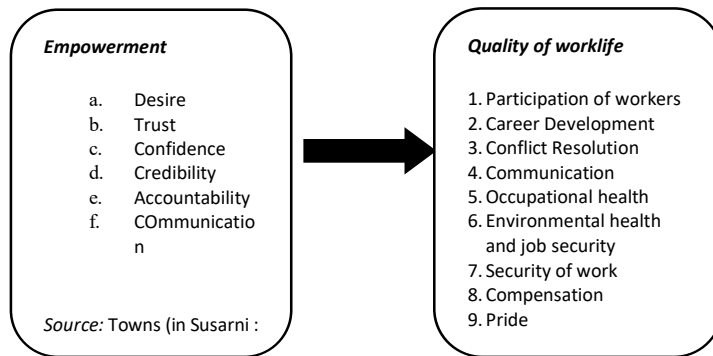 Empowerment
a. Desire
b. Trust
c. Confidence
d. Credibility
e. Accountability
f. COmmunicatio
n
Source: Towns (in Susarni :
Quality of worklife
1. Participation of workers
2. Career Development
3. Conflict Resolution
4. Communication
5. Occupational health
6. Environmental health
and job security
7. Security of work
8. Compensation
9. Pride